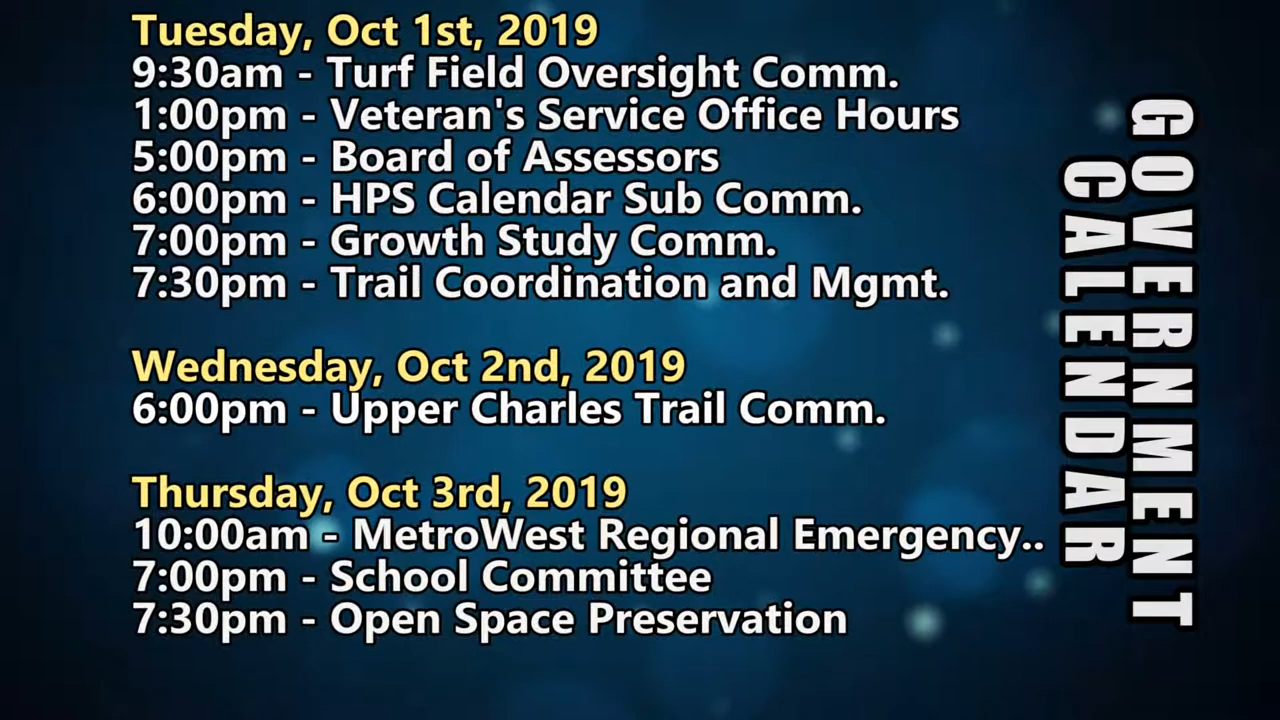 Tuesday, Oct 1st, 2019
9:30am - Turf Field Oversight Comm.
1:00pm - Veteran's Service Office Hours
5:00pm - Board of Assessors
6:00pm - HPS Calendar Sub Comm.
7:00pm - Growth Study Comm.
7:30pm - Trail Coordination and Mgmt.
Wednesday, Oct 2nd, 2019
6:00pm - Upper Charles Trail Comm.
Thursday, Oct 3rd, 2019
10:00am - MetroWest Regional Emergency..
7:00pm - School Committee
7:30pm - Open Space Preservation
GOVERNMENT
CALENDAR